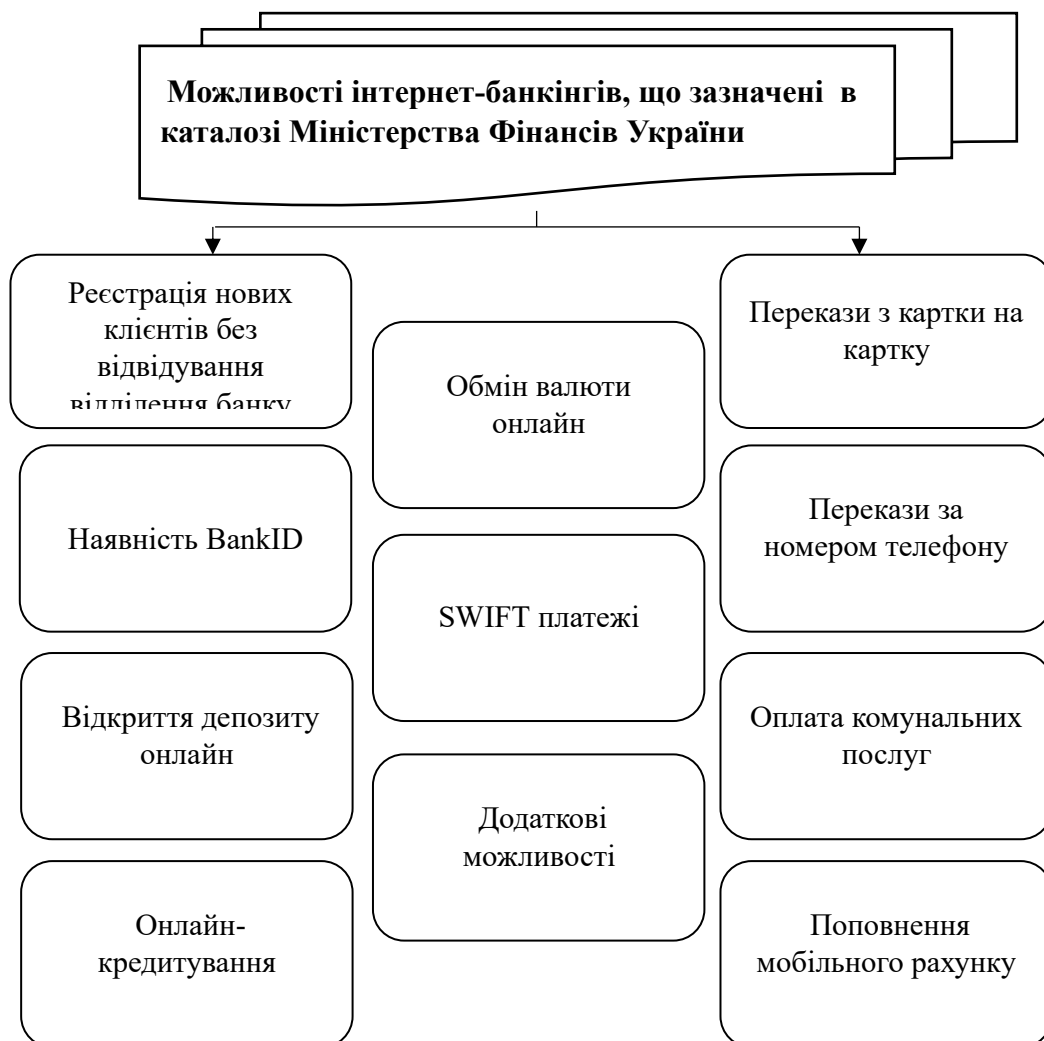 Можливості інтернет-банкінгів, що зазначені в
каталозі Міністерства Фінансів України
Реєстрація нових
клієнтів без
відвідування
відділення банку
Наявність BankID
Відкриття депозиту
онлайн
Онлайн-
кредитування
Обмін валюти
онлайн
SWIFT платежі
Додаткові
можливості
Перекази з картки на
картку
Перекази за
номером телефону
Оплата комунальних
послуг
Поповнення
мобільного рахунку